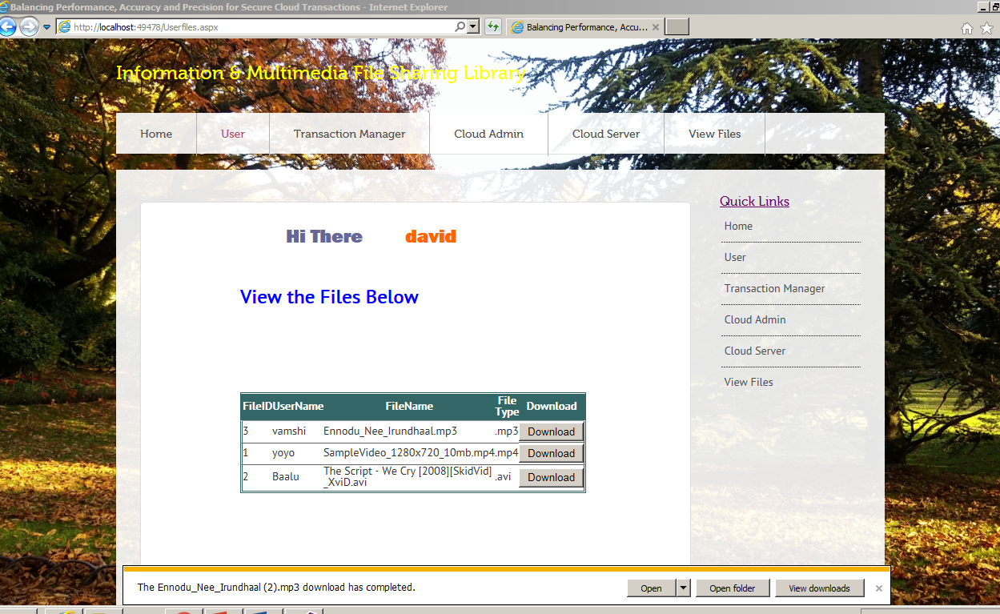 Balancing Performance, Accuracy and Precision for Secure Cloud Transactions - Internet Explorer
http://localhost:49478/Userfiles.aspx
Balancing Performance, Accu...
Information & Multimedia File Sharing Library
Home User Transaction Manager Cloud Admin Cloud Server View Files
Quick Links
Home
User
Transaction Manager
Cloud Admin
Cloud Server
View Files
Hi There david
View the Files Below
FileID UserName FileName File Type Download
3 vamshi Ennodu_Nee_Irundhaal.mp3 .mp3 Download
1 yoyo SampleVideo_1280x720_10mb.mp4 .mp4 Download
2 Baalu The Script - We Cry [2008][SkidVid]
_XviD.avi .avi Download
The Ennodu_Nee_Irundhaal (2).mp3 download has completed. Open Open folder View downloads